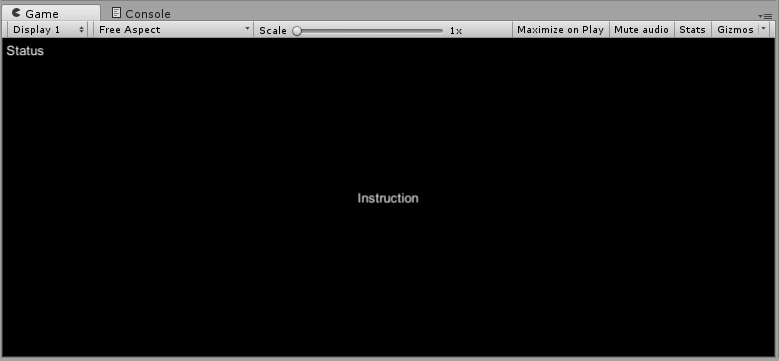 Game Console
Display 1 Free Aspect Scale 1x Maximize on Play Mute audio Stats Gizmos
Status
Instruction